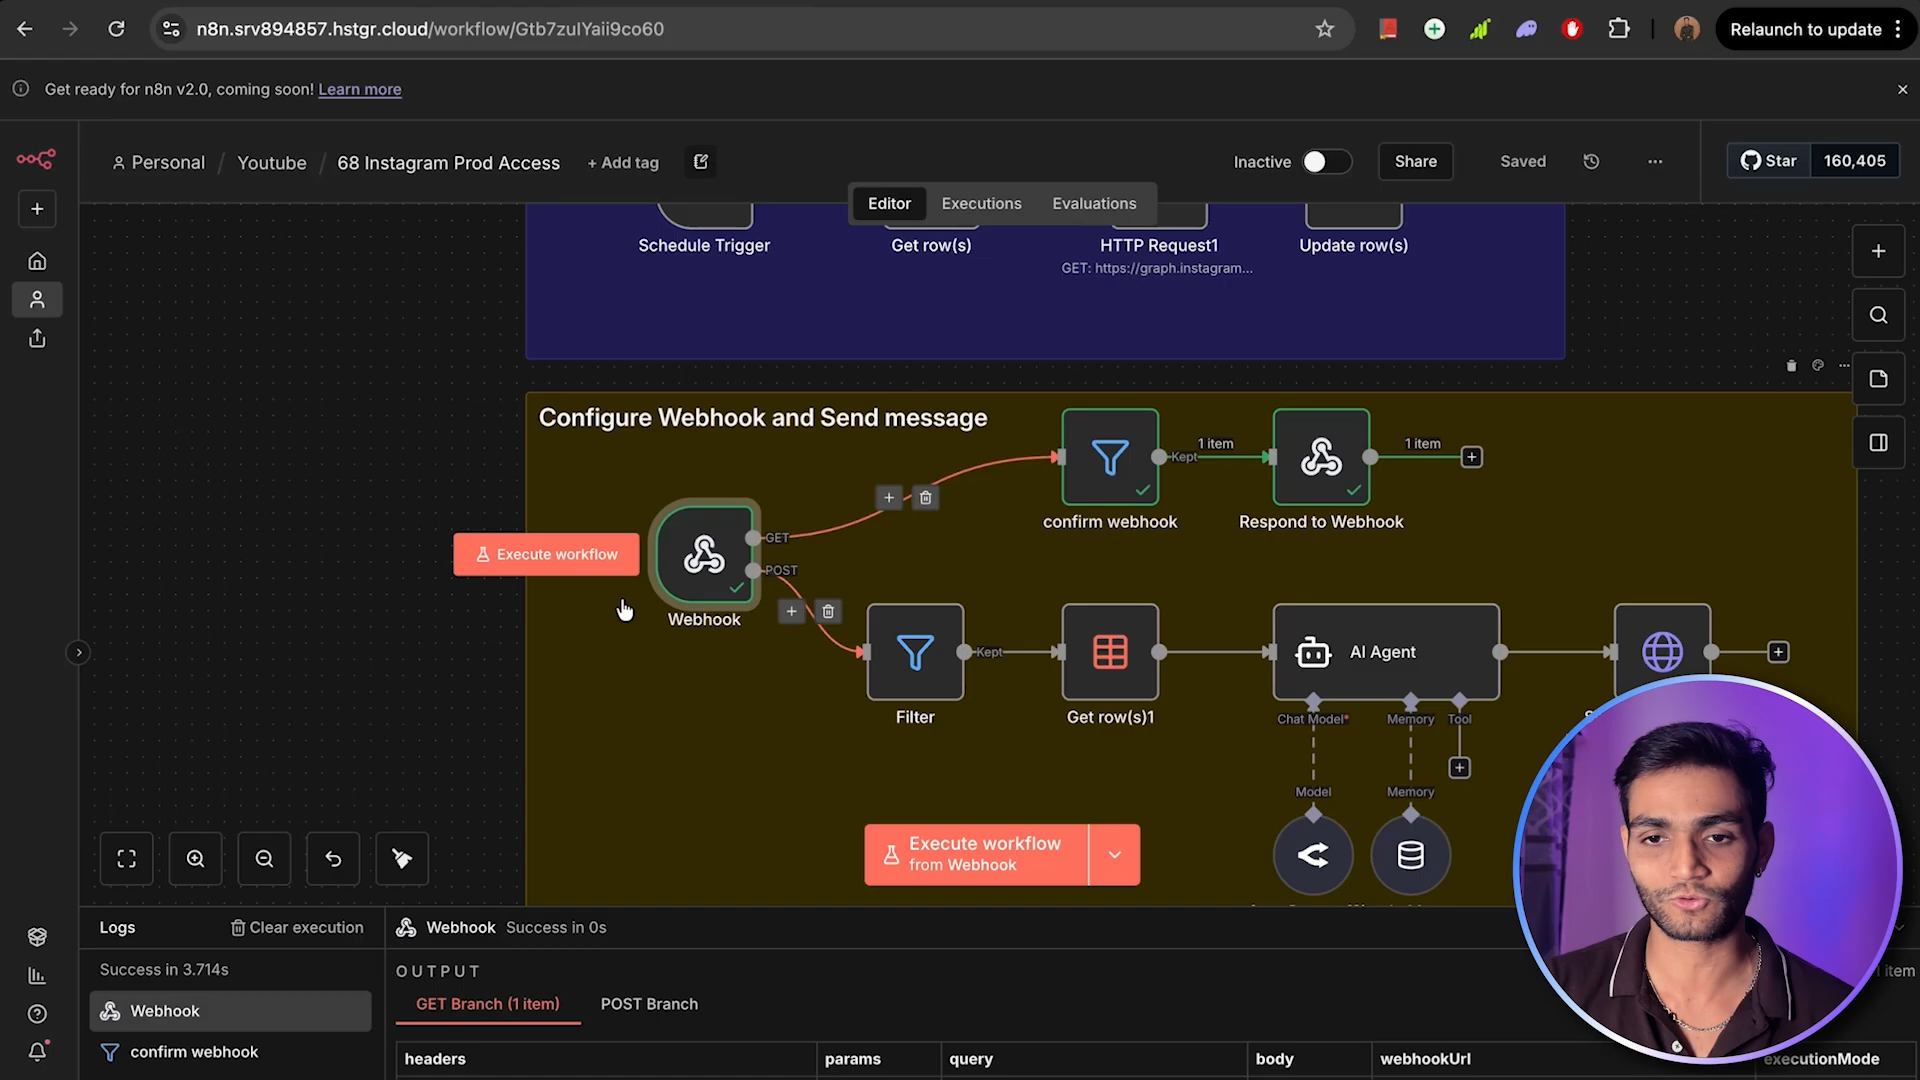 n8n.srv894857.hstgr.cloud/workflow/Gtb7zuIYaii9co60
Relaunch to update
Get ready for n8n v2.0, coming soon! Learn more
Personal / Youtube / 68 Instagram Prod Access + Add tag
Inactive
Share
Saved
Star 160,405
Editor Executions Evaluations
Schedule Trigger
Get row(s)
HTTP Request1
GET: https://graph.instagram...
Update row(s)
Configure Webhook and Send message
1 item
1 item
Kept
confirm webhook
Respond to Webhook
GET
Execute workflow
POST
Webhook
Kept
AI Agent
Filter
Get row(s)1
Chat Model*
Memory
Tool
Model
Memory
Execute workflow
from Webhook
Logs
Clear execution
Webhook Success in 0s
Success in 3.714s
OUTPUT
item
Webhook
GET Branch (1 item)
POST Branch
confirm webhook
headers
params
query
body
webhookUrl
executionMode